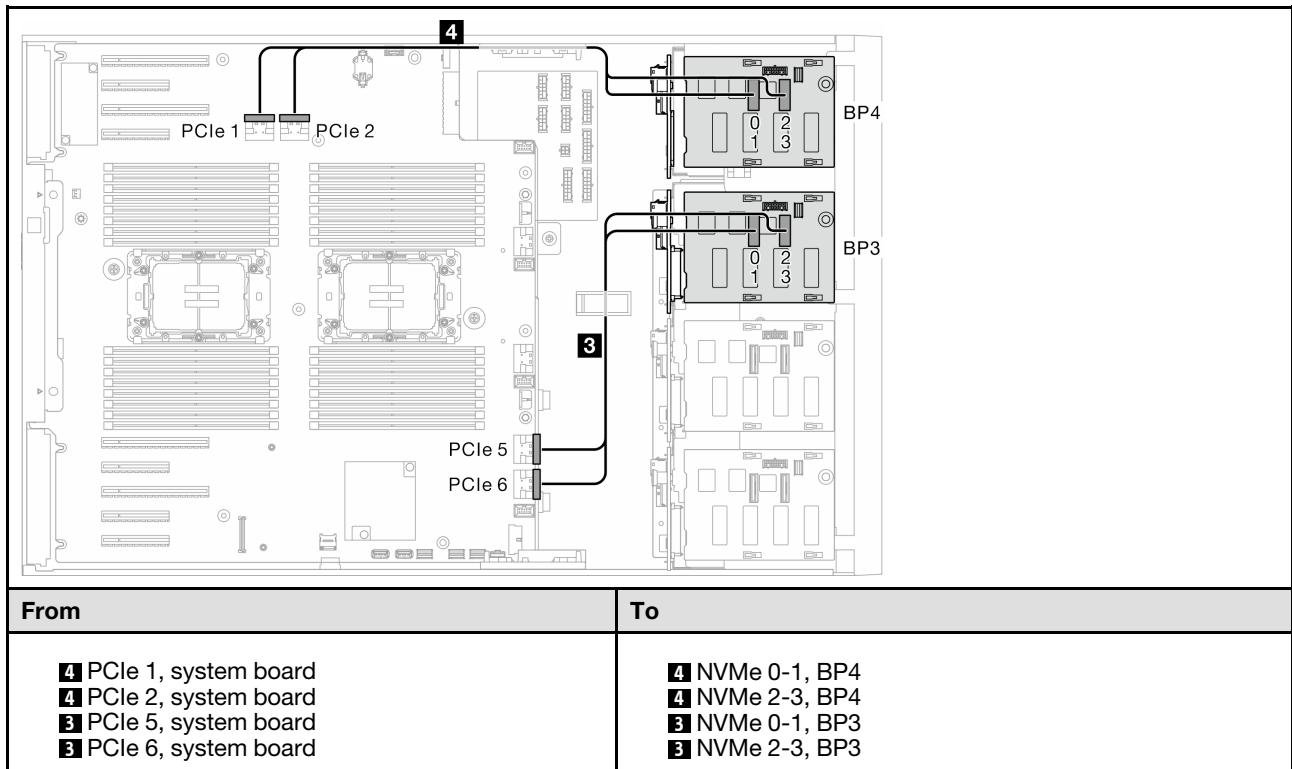 4
PCIe 1
PCIe 2
0
1
2
3
BP4
0
1
2
3
BP3
3
PCIe 5
PCIe 6
From
To
4 PCIe 1, system board
4 PCIe 2, system board
3 PCIe 5, system board
3 PCIe 6, system board
4 NVMe 0-1, BP4
4 NVMe 2-3, BP4
3 NVMe 0-1, BP3
3 NVMe 2-3, BP3